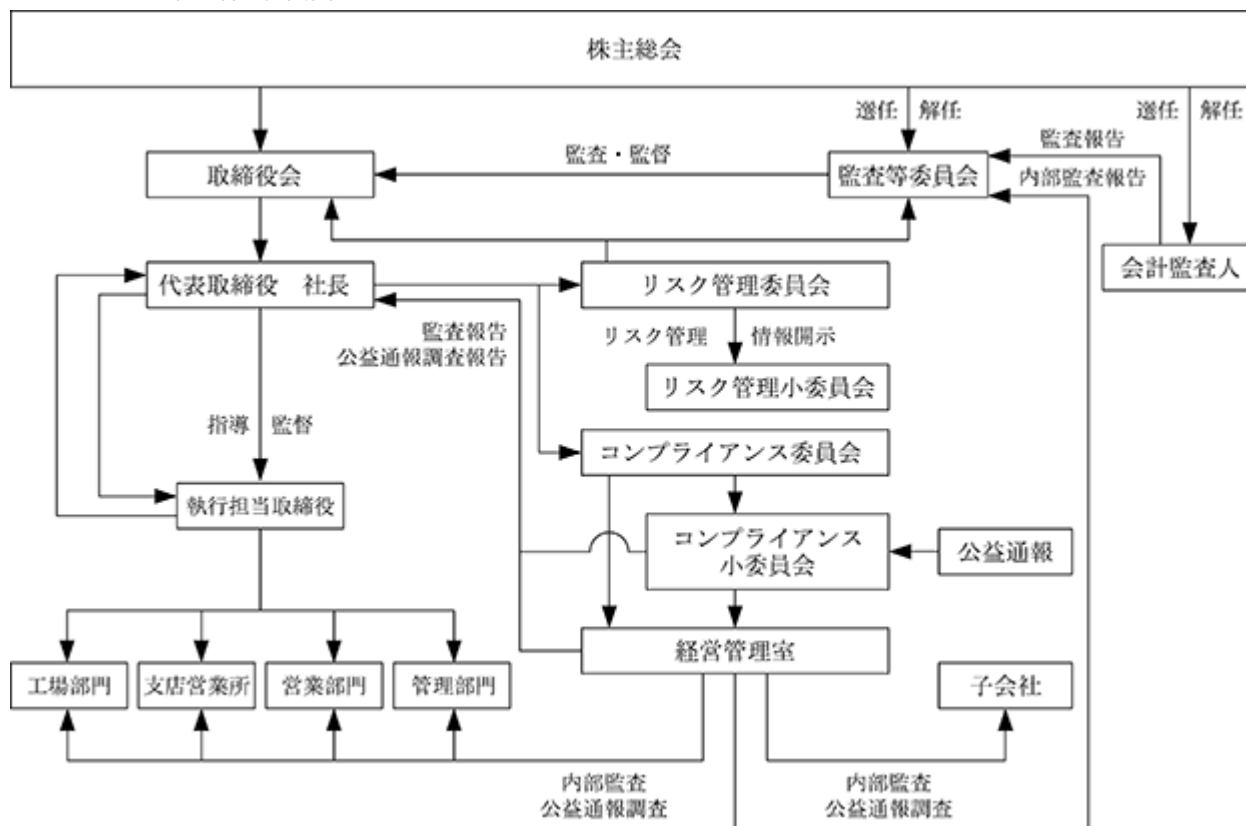 株主総会
選任 解任
選任 解任
監査報告
監査・監督
取締役会
監査等委員会
内部監査報告
会計監査人
代表取締役 社長
リスク管理委員会
監査報告
公益通報調査報告
リスク管理 情報開示
リスク管理小委員会
指導 監督
コンプライアンス委員会
執行担当取締役
コンプライアンス
小委員会
公益通報
経営管理室
工場部門
支店営業所
営業部門
管理部門
子会社
内部監査
公益通報調査
内部監査
公益通報調査